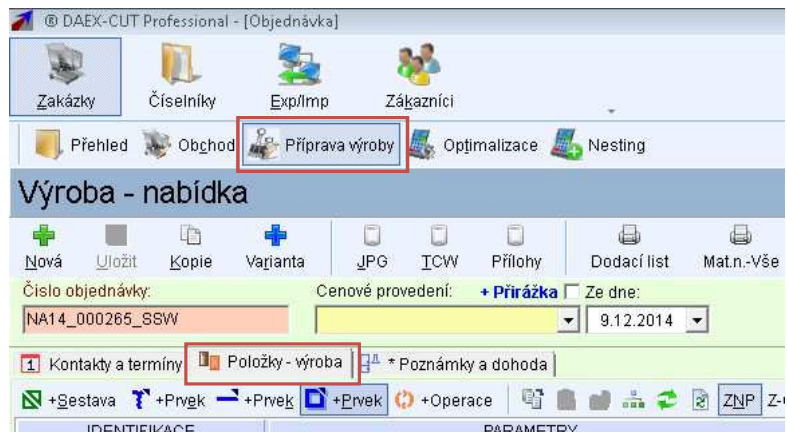 ® DAEX-CUT Professional - [Objednávka]
Zakázky Číselníky Exp/Imp Zákazníci
Přehled Obchod Příprava výroby Optimalizace Nesting
Výroba - nabídka
Nová Uložit Kopie Varianta JPG TCW Přílohy Dodací list Mat.n.-Vše
Číslo objednávky: Cenové provedení: + Přirážka Ze dne:
NA14_000265_SSW 9.12.2014
1 Kontakty a termíny Položky - výroba * Poznámky a dohoda
+Sestava +Prvek +Prvek +Prvek +Operace ZNP
IDENTIFIKACE PARAMETRY